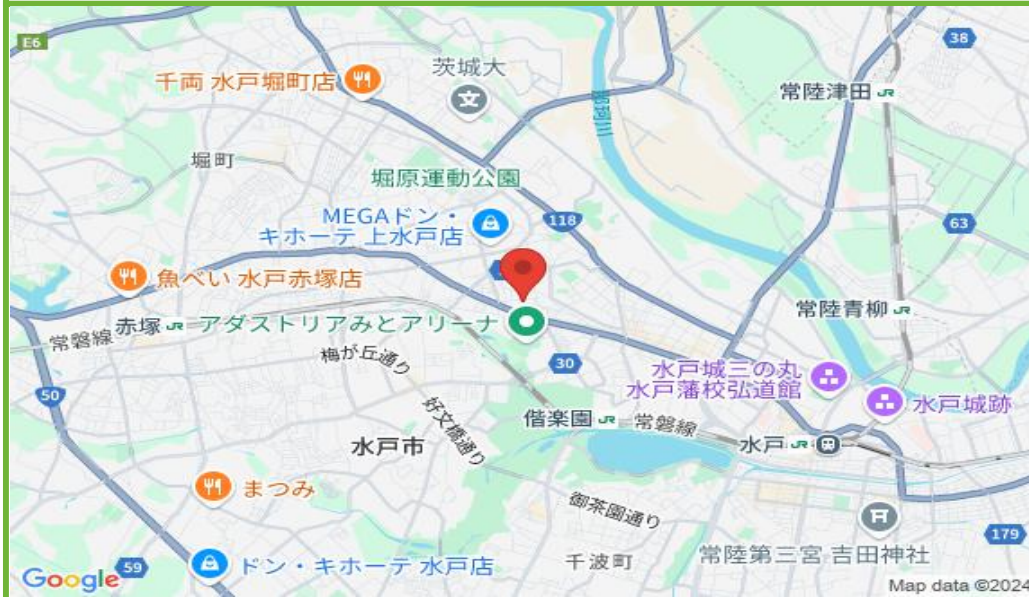 E6
38
千両 水戸堀町店
茨城大
文
常陸津田 JR
那珂川
堀町
堀原運動公園
MEGAドン・
キホーテ 上水戸店
118
63
魚べい 水戸赤塚店
常陸青柳 JR
赤塚 JR
アダストリアみとアリーナ
常磐線
梅が丘通り
30
水戸城三の丸
水戸藩校弘道館
50
水戸城跡
好文橋通り
偕楽園 JR
常磐線
水戸市
水戸 JR
まつみ
御茶園通り
179
常陸第三宮 吉田神社
千波町
59
ドン・キホーテ 水戸店
Google
Map data ©2024